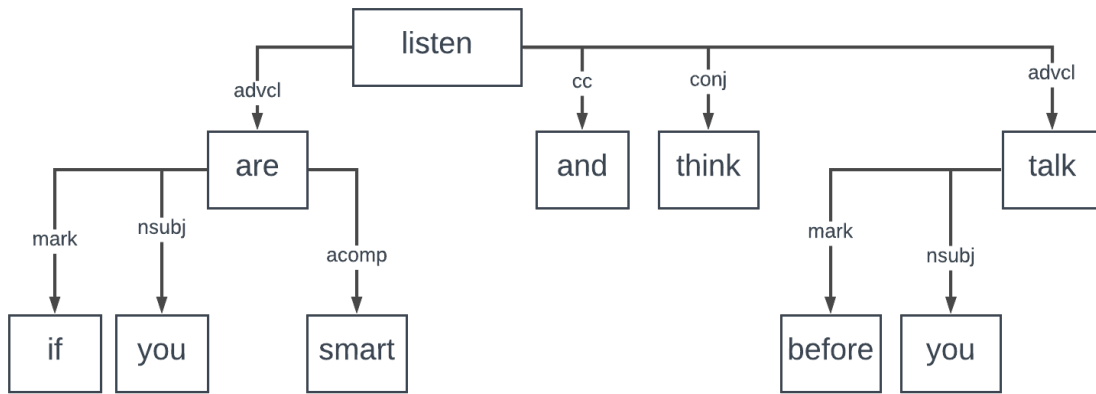 listen
advcl
cc
conj
advcl
are
and
think
talk
mark
nsubj
acomp
mark
nsubj
if
you
smart
before
you